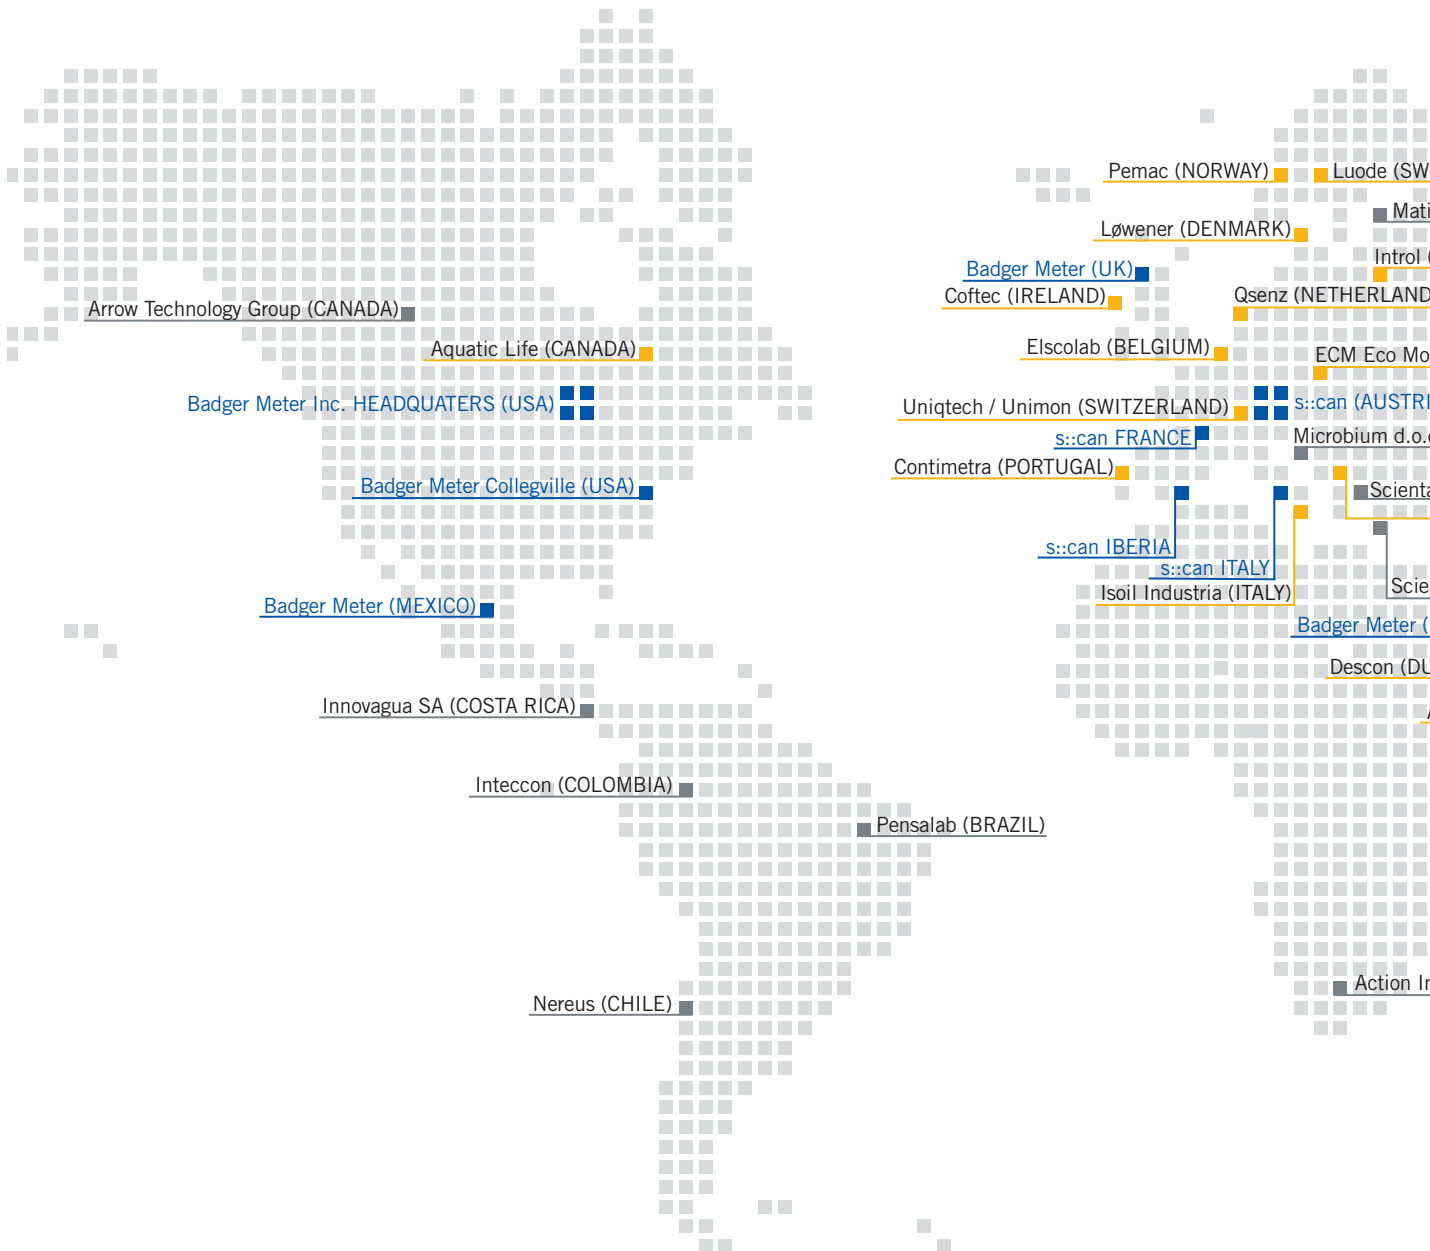 Pemac (NORWAY)
Luode (SW
Mati
Løwener (DENMARK)
Introl (
Badger Meter (UK)
Coftec (IRELAND)
Qsenz (NETHERLAND
Arrow Technology Group (CANADA)
Aquatic Life (CANADA)
Elscolab (BELGIUM)
ECM Eco Mo
Badger Meter Inc. HEADQUATERS (USA)
Uniqtech / Unimon (SWITZERLAND)
s::can (AUSTRI
s::can FRANCE
Microbium d.o.o
Contimetra (PORTUGAL)
Badger Meter Collegville (USA)
Scienta
s::can IBERIA
s::can ITALY
Isoil Industria (ITALY)
Scie
Badger Meter (MEXICO)
Badger Meter (
Descon (DU
Innovagua SA (COSTA RICA)
Inteccon (COLOMBIA)
Pensalab (BRAZIL)
Action In
Nereus (CHILE)